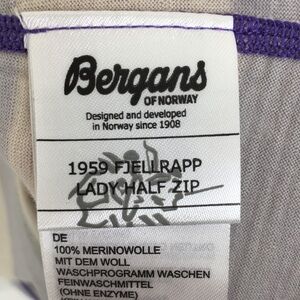 Bergans
OF NORWAY
Designed and developed
in Norway since 1908
1959 FJELLRAPP
LADY HALF ZIP
DE
100% MERINOWOLLE
MIT DEM WOLL
WASCHPROGRAMM WASCHEN
FEINWASCHMITTEL
(OHNE ENZYME)